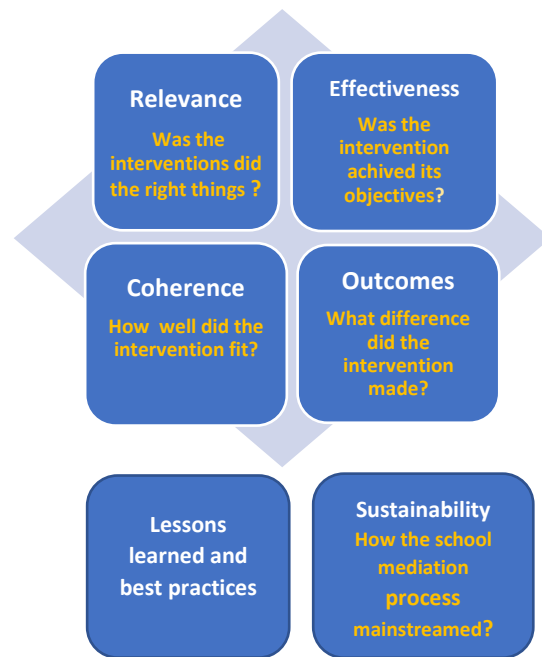 Relevance
Was the
interventions did
the right things ?
Effectiveness
Was the
intervention
achived its
objectives?
Coherence
How well did the
intervention fit?
Outcomes
What difference
did the
intervention
made?
Lessons
learned and
best practices
Sustainability
How the school
mediation
process
mainstreamed?